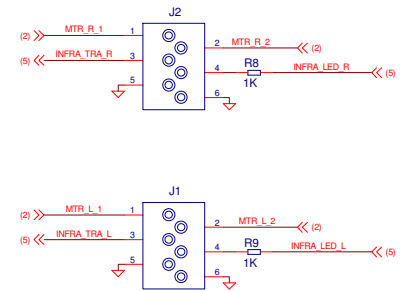 J2
(2) MTR_R_1 1
2 MTR_R_2 (2)
(5) INFRA_TRA_R 3
4 R8 INFRA_LED_R (5)
1K
5
6
J1
(2) MTR_L_1 1
2 MTR_L_2 (2)
(5) INFRA_TRA_L 3
4 R9 INFRA_LED_L (5)
1K
5
6